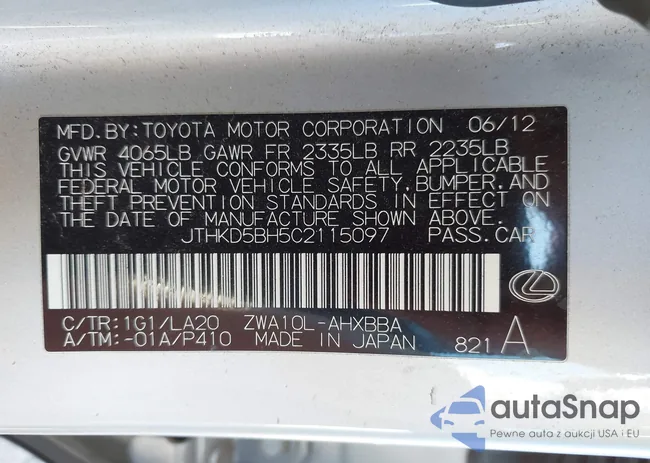 MFD.BY:TOYOTA MOTOR CORPORATION 06/12
GVWR 4065LB GAWR FR 2335LB RR 2235LB
THIS VEHICLE CONFORMS TO ALL APPLICABLE
FEDERAL MOTOR VEHICLE SAFETY,BUMPER,AND
THEFT PREVENTION STANDARDS IN EFFECT ON
THE DATE OF MANUFACTURE SHOWN ABOVE.
JTHKD5BH5C2115097 PASS.CAR
C/TR:1G1/LA20 ZWA10L-AHXBBA
A/TM:-01A/P410 MADE IN JAPAN 821 A
autaSnap
Pewne auta z aukcji USA i EU